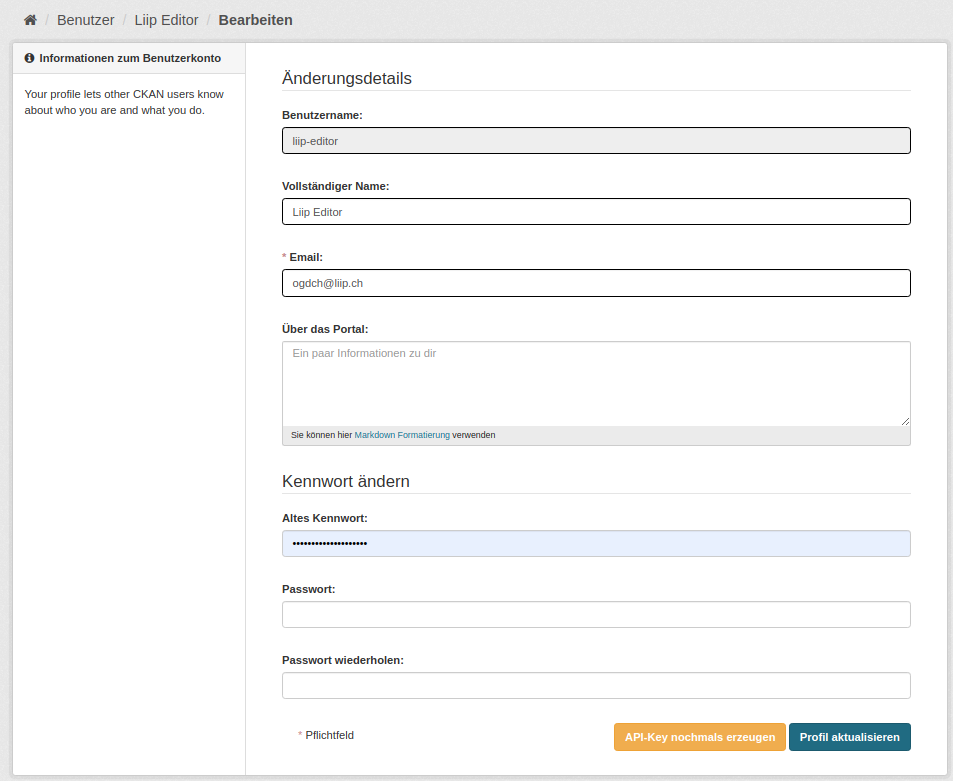 / Benutzer / Liip Editor / Bearbeiten
Informationen zum Benutzerkonto
Your profile lets other CKAN users know
about who you are and what you do.
Änderungsdetails
Benutzername:
liip-editor
Vollständiger Name:
Liip Editor
* Email:
ogdch@liip.ch
Über das Portal:
Ein paar Informationen zu dir
Sie können hier Markdown Formatierung verwenden
Kennwort ändern
Altes Kennwort:
••••••••••••••••••••
Passwort:
Passwort wiederholen:
* Pflichtfeld
API-Key nochmals erzeugen
Profil aktualisieren